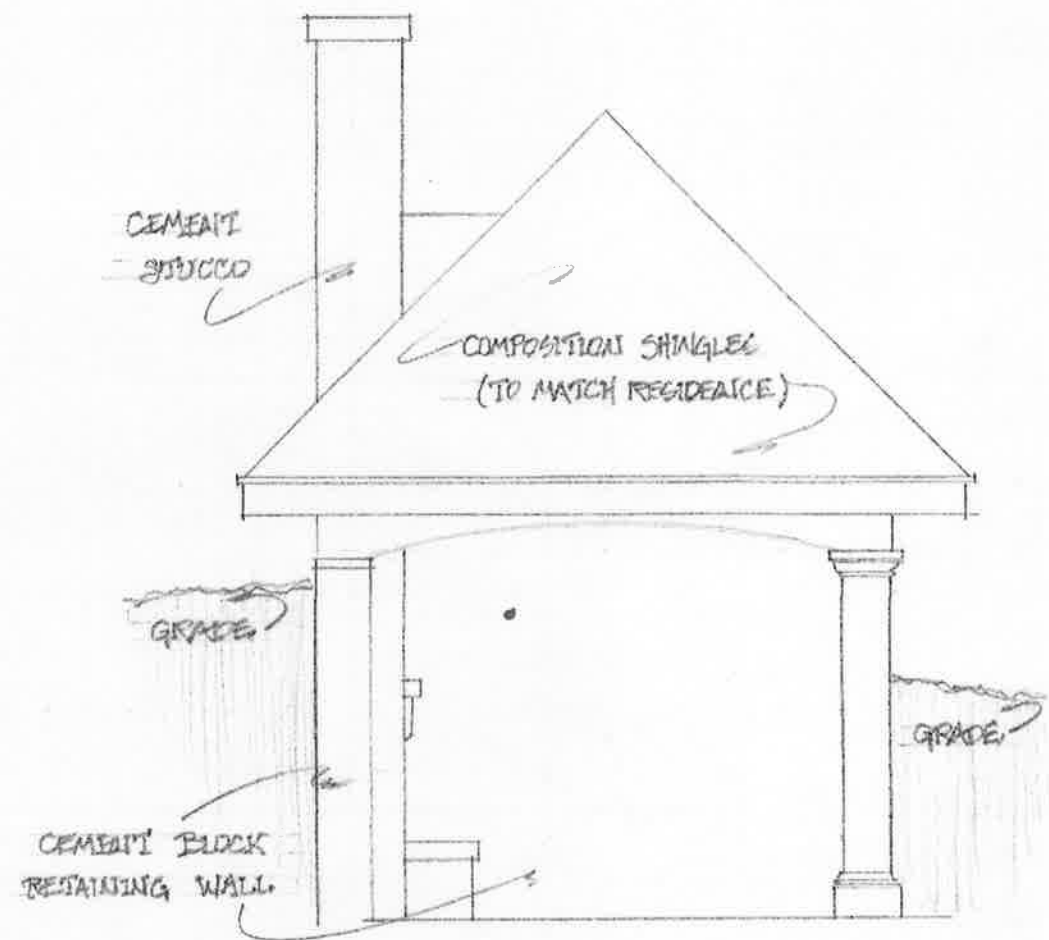 CEMENT
STUCCO
COMPOSITION SHINGLES
(TO MATCH RESIDENCE)
GRADE
GRADE
CEMENT BLOCK
RETAINING WALL